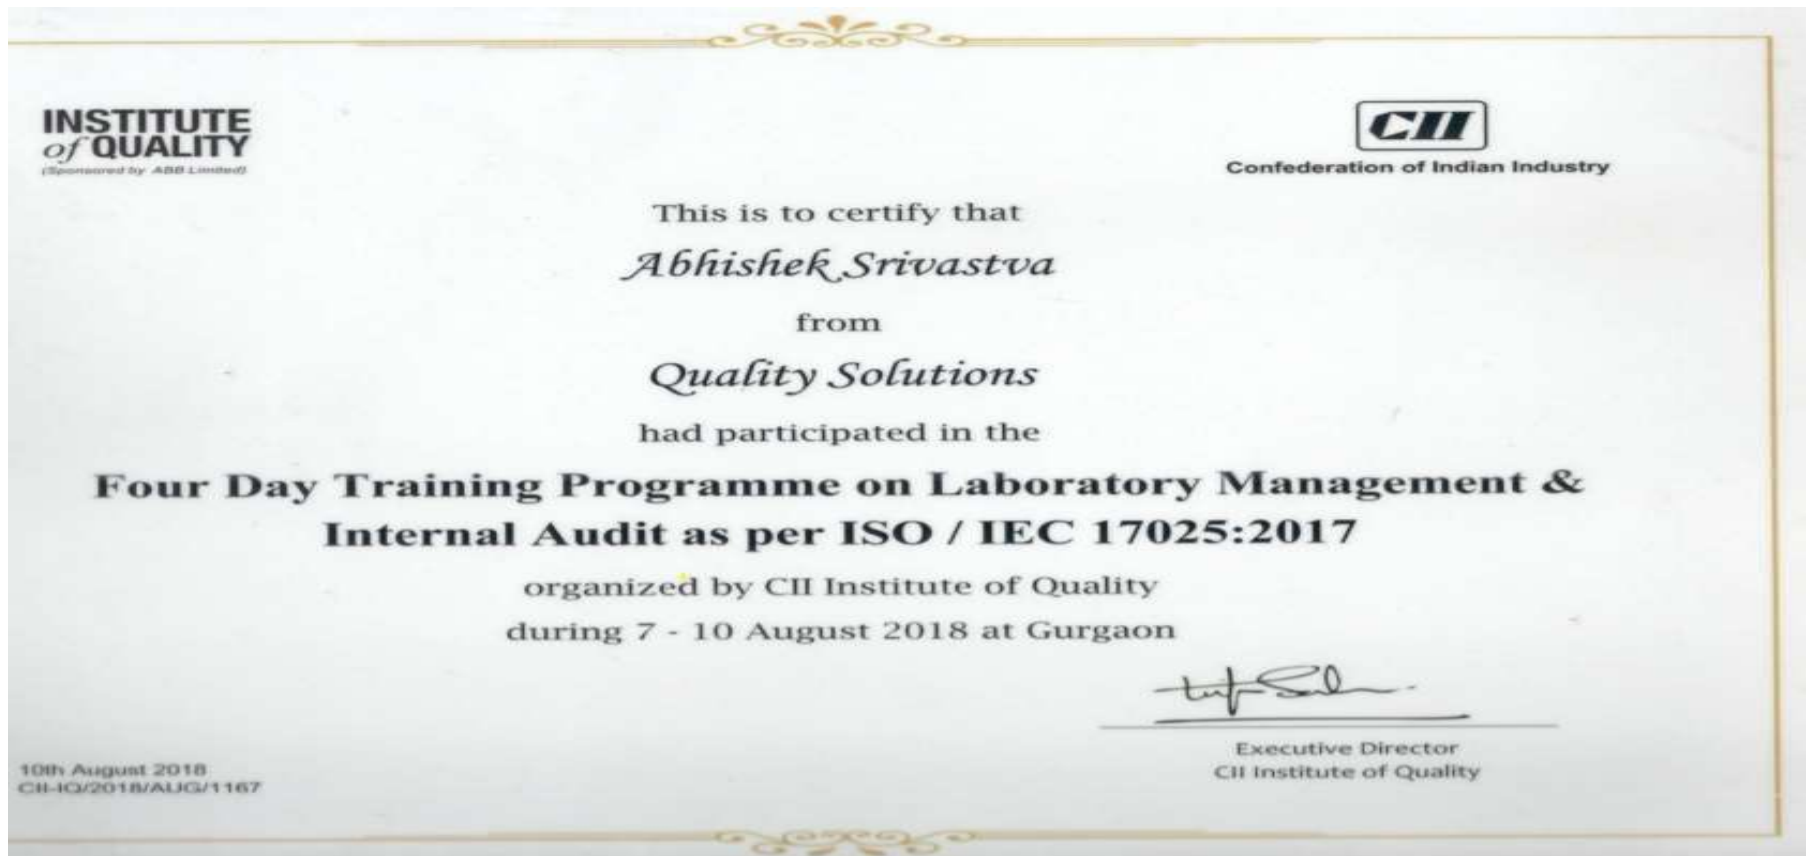 INSTITUTE
of QUALITY
(Sponsored by ABB Limited)
CII
Confederation of Indian Industry
This is to certify that
Abhishek Srivastva
from
Quality Solutions
had participated in the
Four Day Training Programme on Laboratory Management &
Internal Audit as per ISO / IEC 17025:2017
organized by CII Institute of Quality
during 7 - 10 August 2018 at Gurgaon
Executive Director
CII Institute of Quality
10th August 2018
CII-IQ/2018/AUG/1167